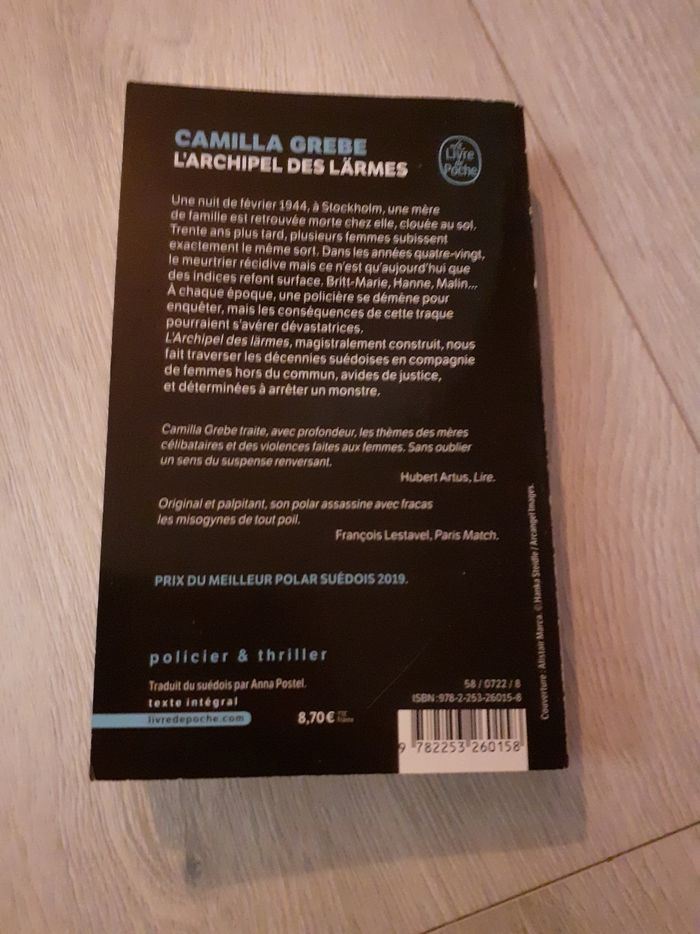 CAMILLA GREBE
L'ARCHIPEL DES LÄRMES
Le
Livre
de
Poche
Une nuit de février 1944, à Stockholm, une mère
de famille est retrouvée morte chez elle, clouée au sol.
Trente ans plus tard, plusieurs femmes subissent
exactement le même sort. Dans les années quatre-vingt,
le meurtrier récidive mais ce n'est qu'aujourd'hui que
des indices refont surface. Britt-Marie, Hanne, Malin...
À chaque époque, une policière se démène pour
enquêter, mais les conséquences de cette traque
pourraient s'avérer dévastatrices.
L'Archipel des lärmes, magistralement construit, nous
fait traverser les décennies suédoises en compagnie
de femmes hors du commun, avides de justice,
et déterminées à arrêter un monstre.
Camilla Grebe traite, avec profondeur, les thèmes des mères
célibataires et des violences faites aux femmes. Sans oublier
un sens du suspense renversant.
Hubert Artus, Lire.
Original et palpitant, son polar assassine avec fracas
les misogynes de tout poil.
François Lestavel, Paris Match.
PRIX DU MEILLEUR POLAR SUÉDOIS 2019.
policier & thriller
Traduit du suédois par Anna Postel.
texte intégral
livredepoche.com
8,70 € TTC
France
58 / 0722 / 8
ISBN : 978-2-253-26015-8
9 782253 260158
Couverture : Alistair Marca. © Hanka Steidle / Arcangel Images.